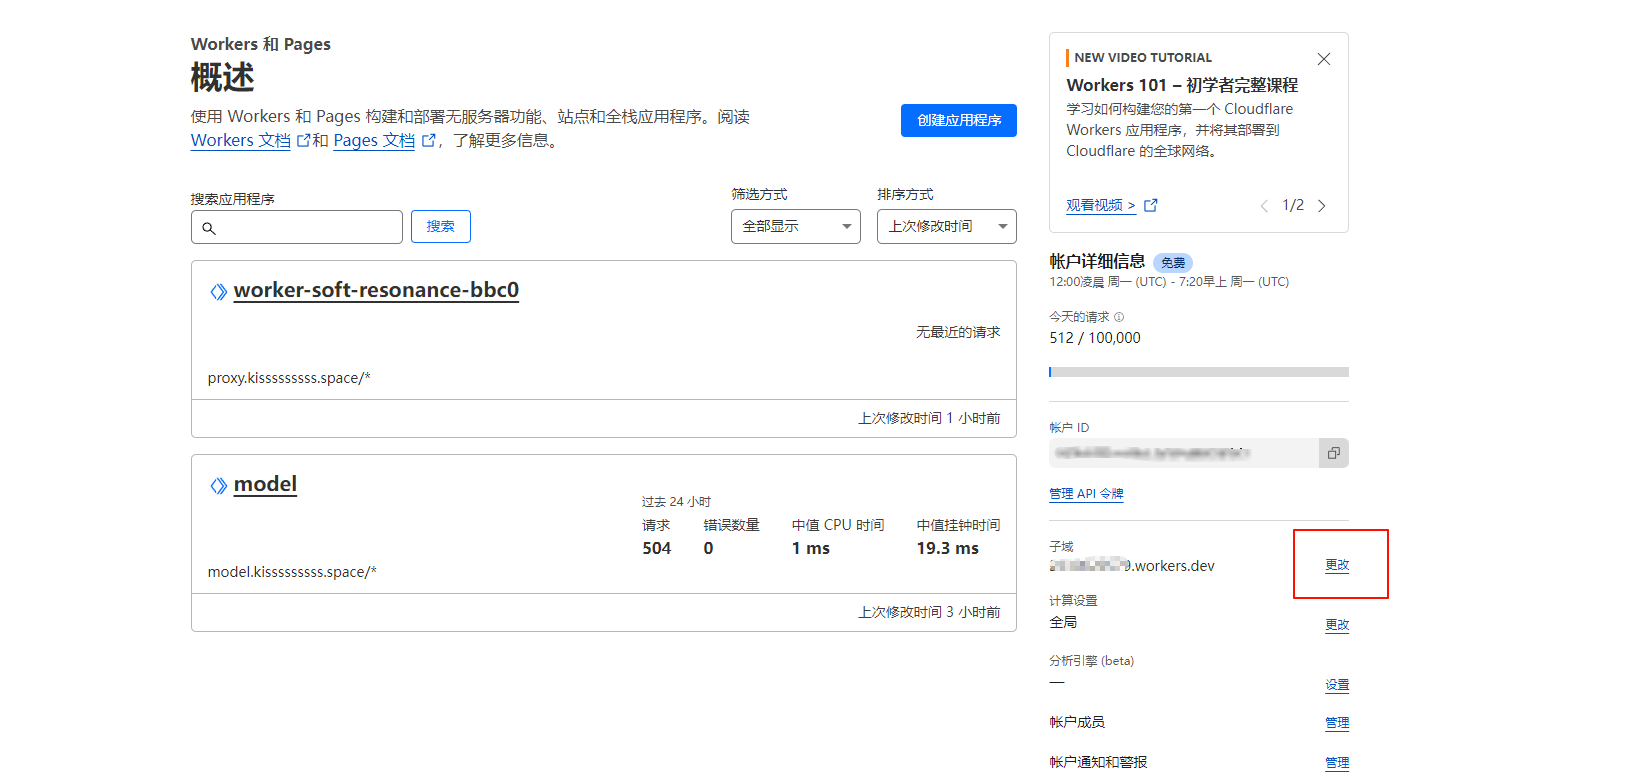 Workers 和 Pages
概述
使用 Workers 和 Pages 构建和部署无服务器功能、站点和全栈应用程序。阅读
Workers 文档 和 Pages 文档 ，了解更多信息。
创建应用程序
搜索应用程序
搜索
筛选方式
全部显示
排序方式
上次修改时间
worker-soft-resonance-bbc0
无最近的请求
proxy.kisssssssss.space/*
上次修改时间 1 小时前
model
过去 24 小时
请求 错误数量 中值 CPU 时间 中值挂钟时间
504 0 1 ms 19.3 ms
model.kisssssssss.space/*
上次修改时间 3 小时前
NEW VIDEO TUTORIAL
Workers 101 – 初学者完整课程
学习如何构建您的第一个 Cloudflare
Workers 应用程序，并将其部署到
Cloudflare 的全球网络。
观看视频 > 1/2
帐户详细信息 免费
12:00凌晨 周一 (UTC) - 7:20早上 周一 (UTC)
今天的请求
512 / 100,000
帐户 ID
管理 API 令牌
子域
9.workers.dev 更改
计算设置
全局 更改
分析引擎 (beta)
— 设置
帐户成员 管理
帐户通知和警报 管理